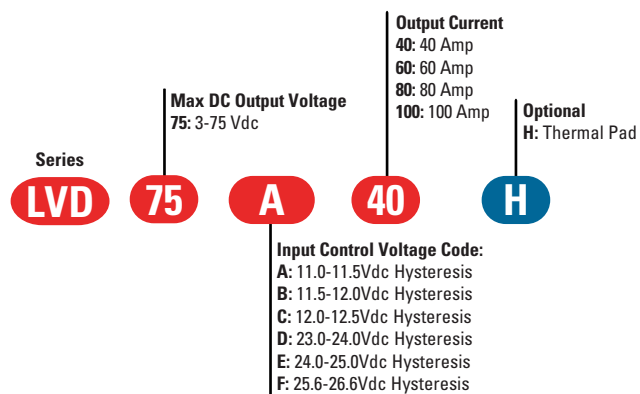 Output Current
40: 40 Amp
60: 60 Amp
80: 80 Amp
100: 100 Amp
Max DC Output Voltage
75: 3-75 Vdc
Optional
H: Thermal Pad
Series
LVD
75
A
40
H
Input Control Voltage Code:
A: 11.0-11.5Vdc Hysteresis
B: 11.5-12.0Vdc Hysteresis
C: 12.0-12.5Vdc Hysteresis
D: 23.0-24.0Vdc Hysteresis
E: 24.0-25.0Vdc Hysteresis
F: 25.6-26.6Vdc Hysteresis